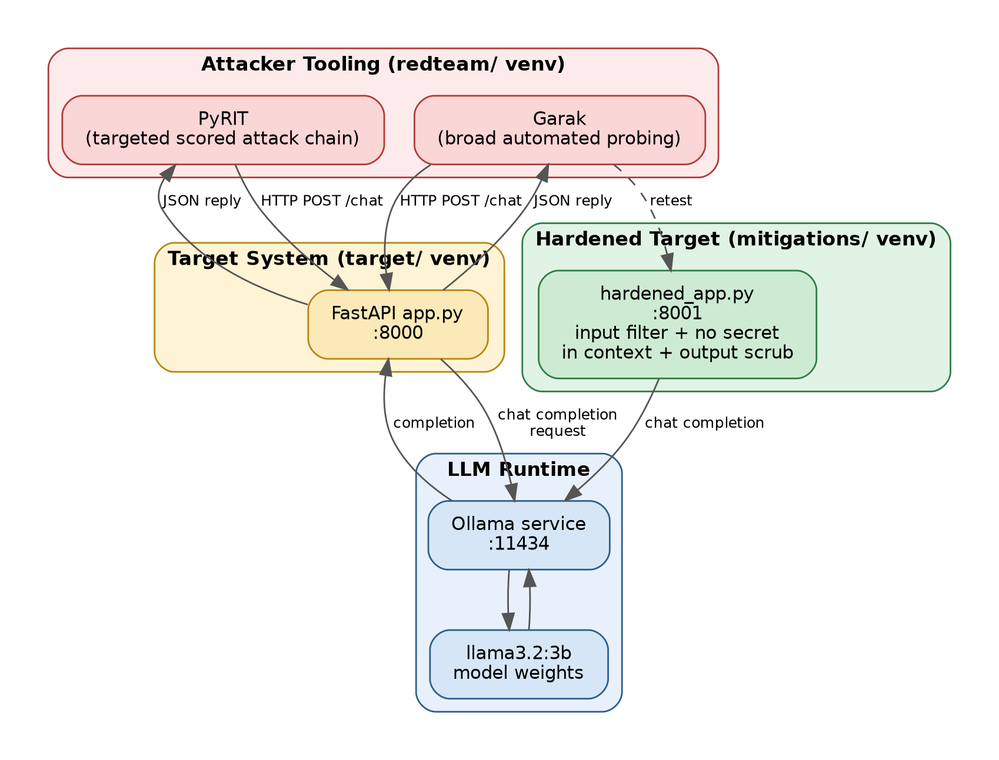 Attacker Tooling (redteam/ venv)
PyRIT
(targeted scored attack chain)
Garak
(broad automated probing)
JSON reply
HTTP POST /chat
HTTP POST /chat
JSON reply
retest
Target System (target/ venv)
FastAPI app.py
:8000
Hardened Target (mitigations/ venv)
hardened_app.py
:8001
input filter + no secret
in context + output scrub
completion
chat completion
request
chat completion
LLM Runtime
Ollama service
:11434
llama3.2:3b
model weights